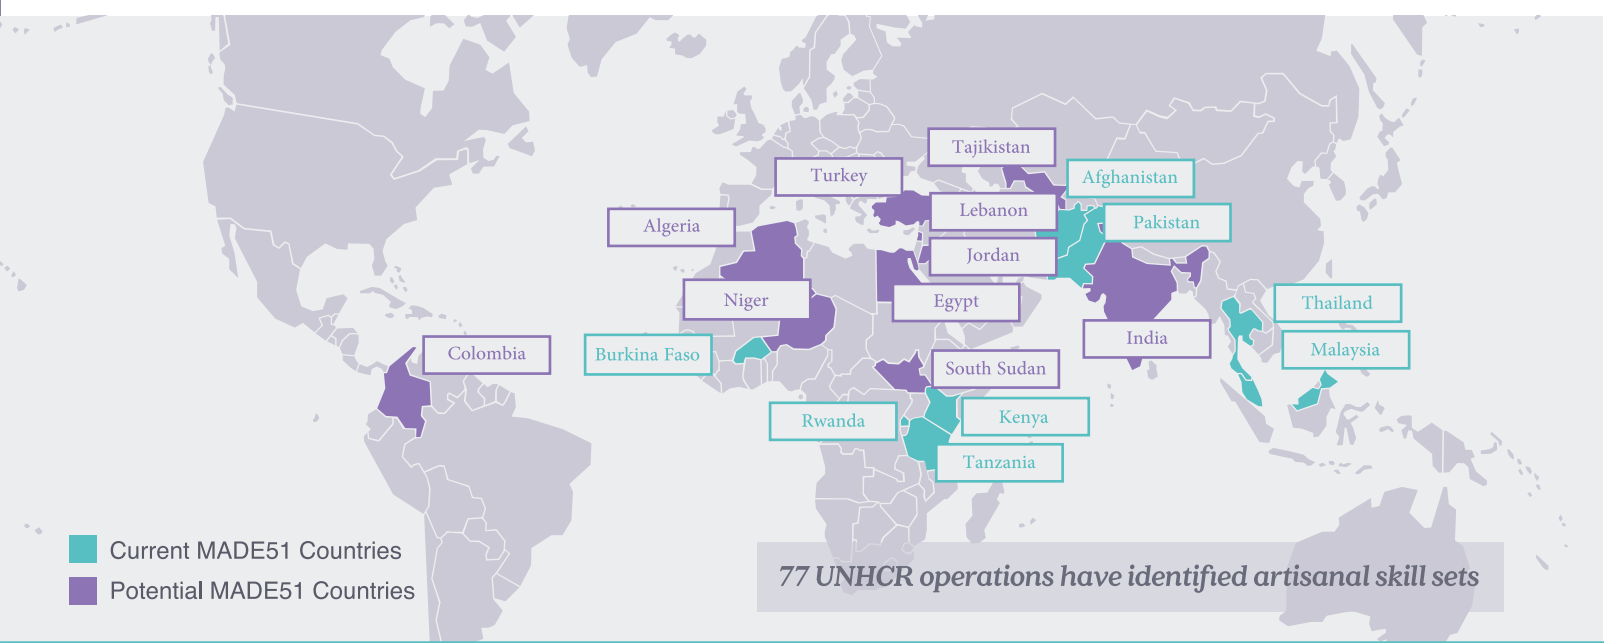 Tajikistan
Turkey
Afghanistan
Lebanon
Pakistan
Algeria
Jordan
Niger
Egypt
Thailand
India
Malaysia
Colombia
Burkina Faso
South Sudan
Rwanda
Kenya
Tanzania
Current MADE51 Countries
Potential MADE51 Countries
77 UNHCR operations have identified artisanal skill sets